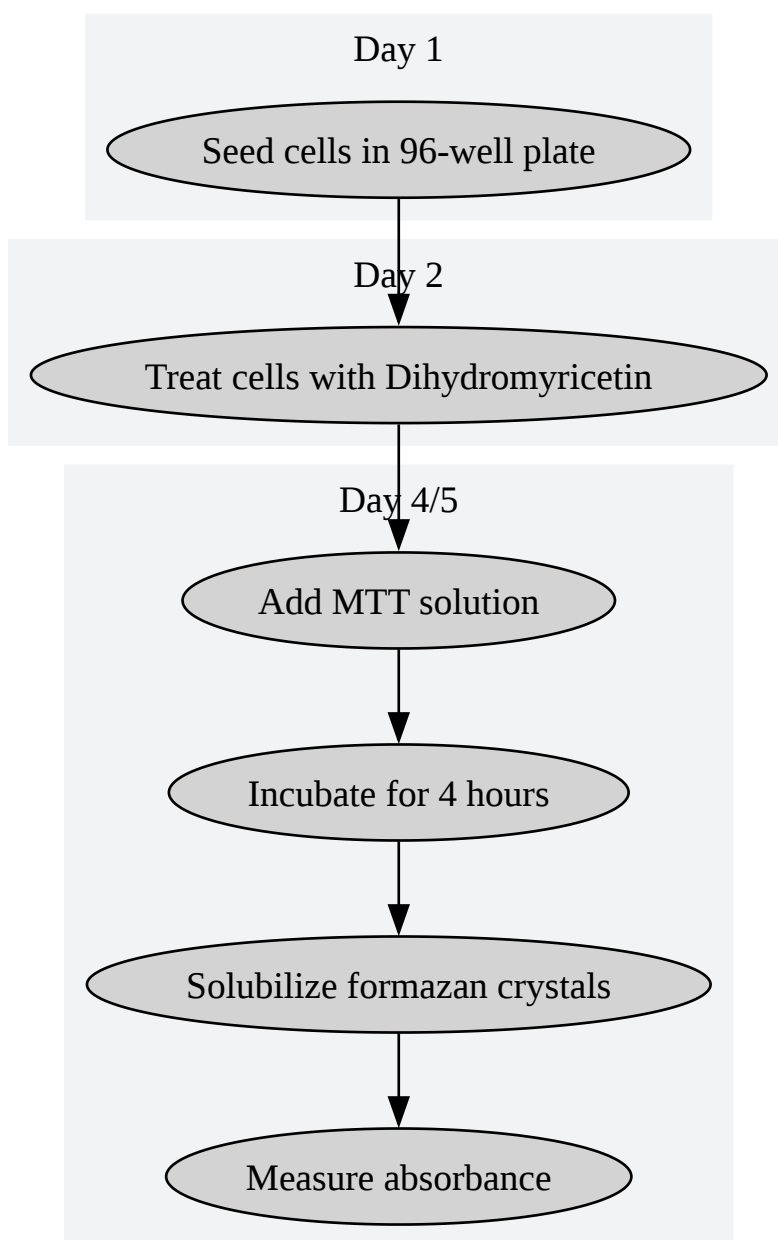 Day 1
Seed cells in 96-well plate
Day 2
Treat cells with Dihydromyricetin
Day 4/5
Add MTT solution
Incubate for 4 hours
Solubilize formazan crystals
Measure absorbance